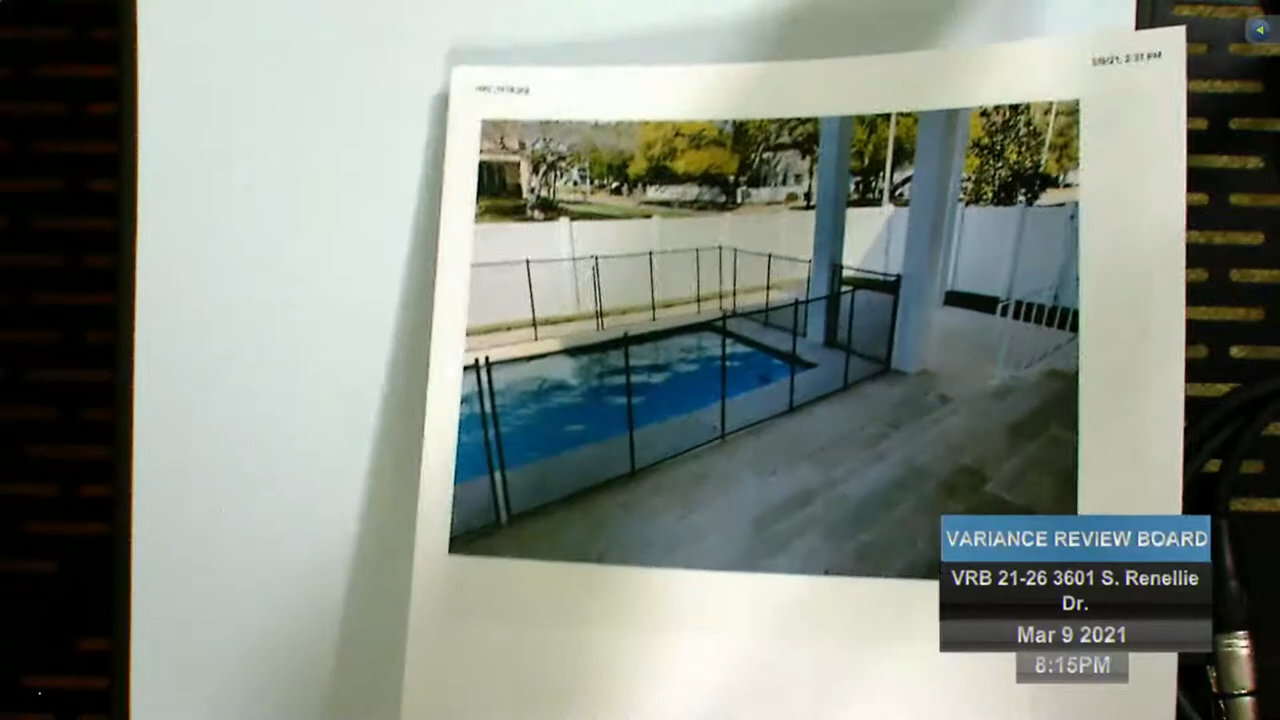 VARIANCE REVIEW BOARD
VRB 21-26 3601 S. Renellie
Dr.
Mar 9 2021
8:15PM